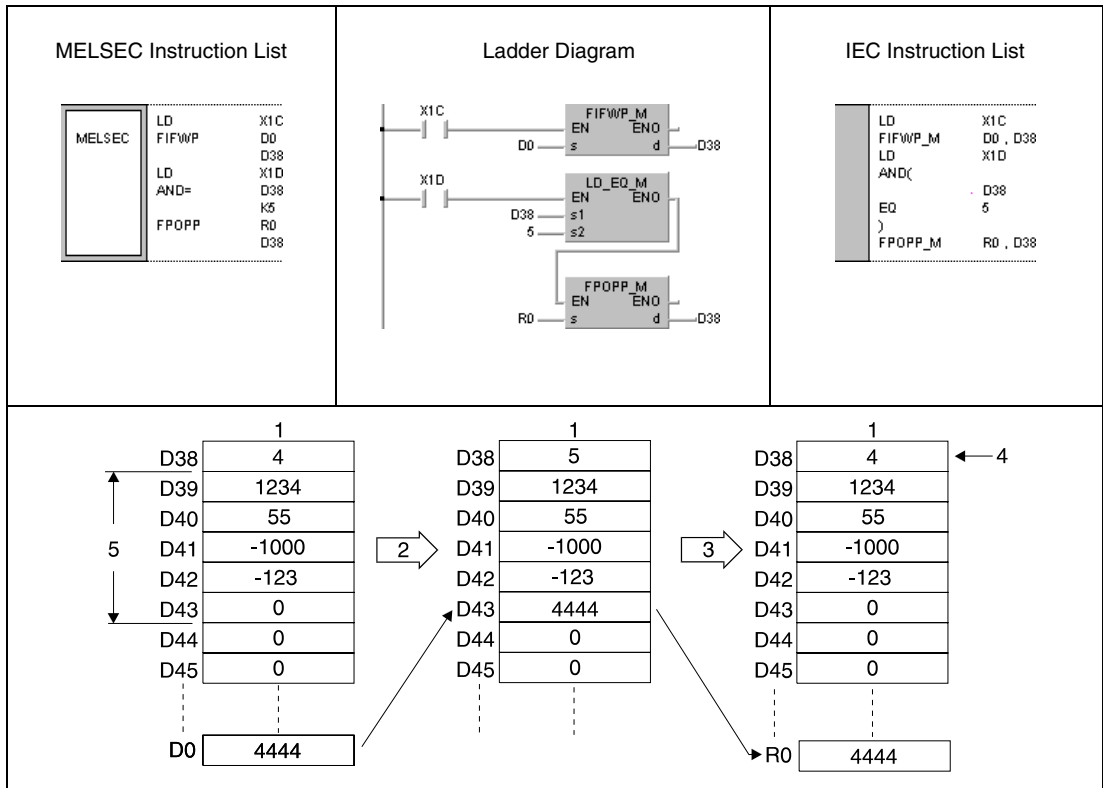 MELSEC Instruction List
MELSEC
LD X1C
FIFWP D0
D38
LD X1D
AND= D38
K5
FPOPP R0
D38
Ladder Diagram
X1C
FIFWP_M
EN ENO
D0 s d D38
X1D
LD_EQ_M
EN ENO
D38 s1
5 s2
FPOPP_M
EN ENO
R0 s d D38
IEC Instruction List
LD X1C
FIFWP_M D0 , D38
LD X1D
AND(
D38
EQ 5
)
FPOPP_M R0 , D38
1
D38 4
D39 1234
D40 55
5 D41 -1000
D42 -123
D43 0
D44 0
D45 0
D0 4444
2
1
D38 5
D39 1234
D40 55
D41 -1000
D42 -123
D43 4444
D44 0
D45 0
3
1
D38 4 4
D39 1234
D40 55
D41 -1000
D42 -123
D43 0
D44 0
D45 0
R0 4444